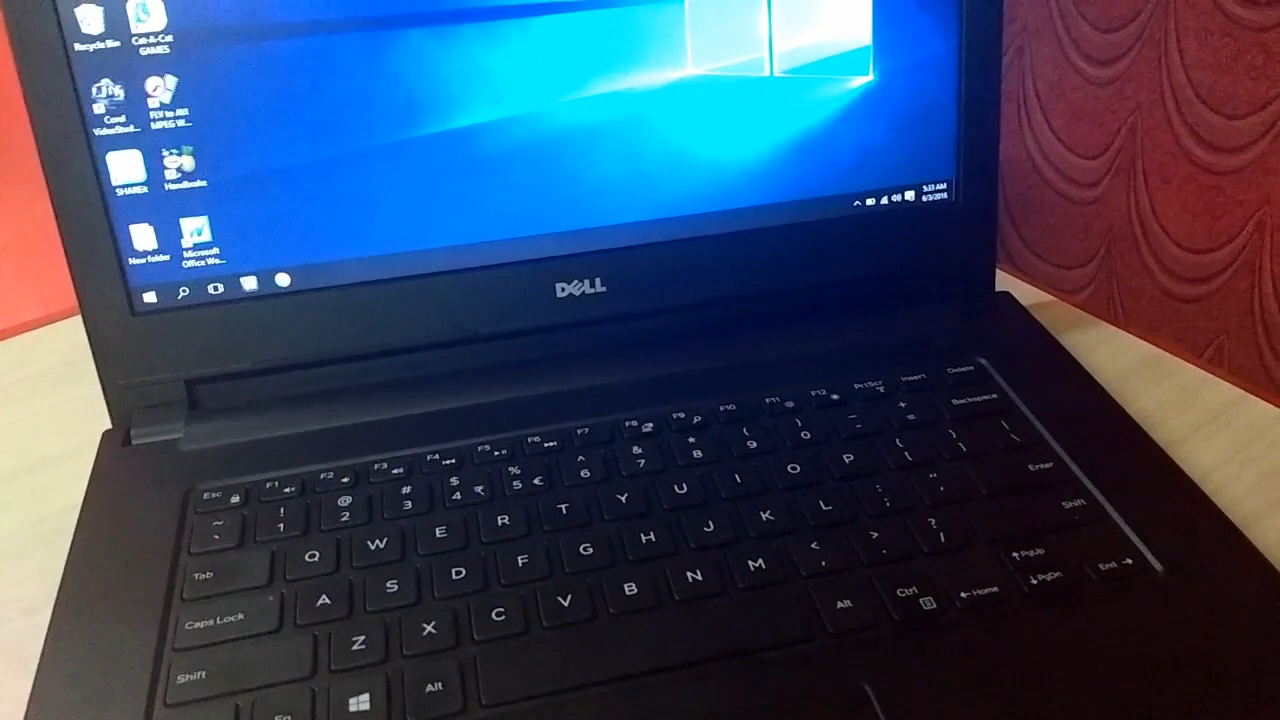 Recycle Bin
Cat-A-Cat
GAMES
Corel
VideoStud...
FLV to AVI
MPEG W...
SHAREit
Handbrake
New folder
Microsoft
Office Wo...
5:33 AM
6/3/2016
DELL
Esc F1 F2 F3 F4 F5 F6 F7 F8 F9 F10 F11 F12 PrtScr Insert Delete
~ ` ! 1 @ 2 # 3 $ 4 ₹ % 5 € ^ 6 & 7 * 8 ( 9 ) 0 _ - + = Backspace
Tab Q W E R T Y U I O P { [ } ] | \
Caps Lock A S D F G H J K L : ; " ' Enter
Shift Z X C V B N M < , > . ? / Shift
Fn Alt Alt Ctrl Home PgUp PgDn End